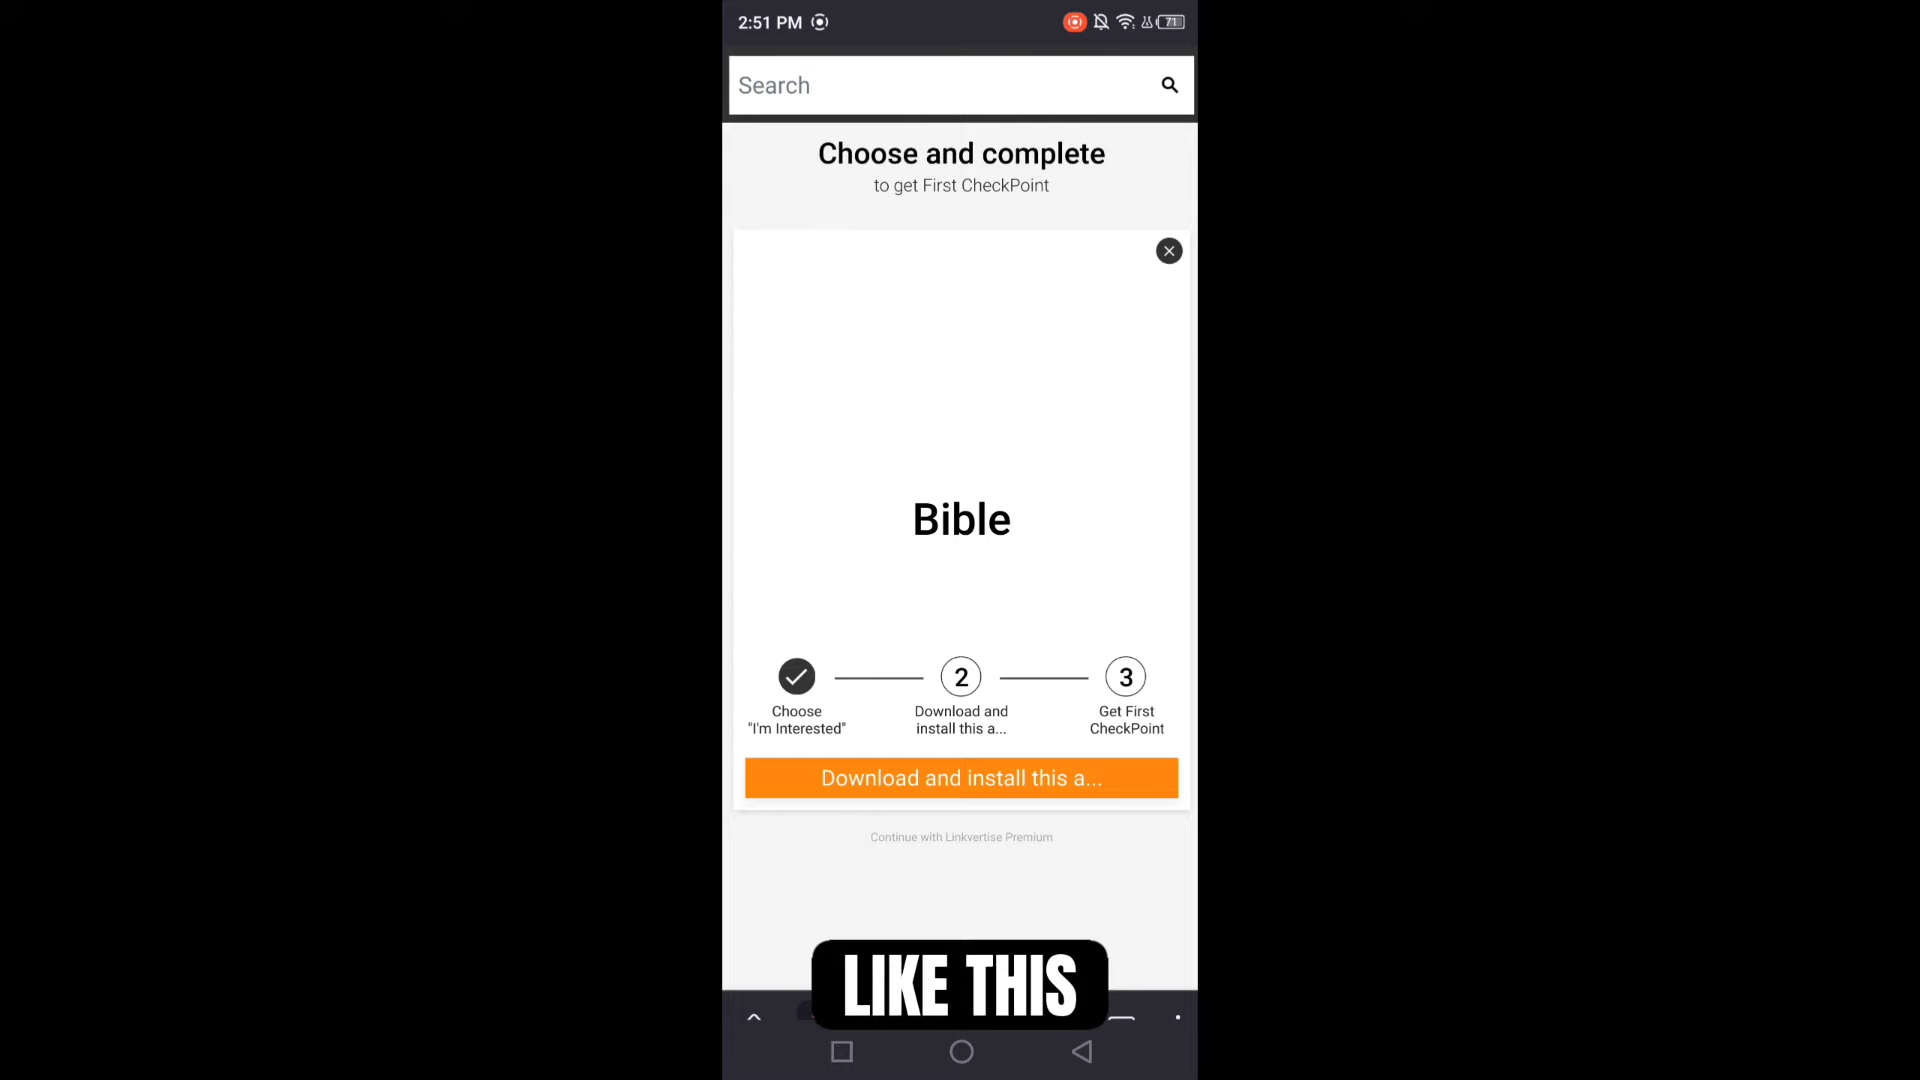 2:51 PM
71
Search
Choose and complete
to get First CheckPoint
Bible
2
3
Choose
"I'm Interested"
Download and
install this a...
Get First
CheckPoint
Download and install this a...
Continue with Linkvertise Premium
LIKE THIS